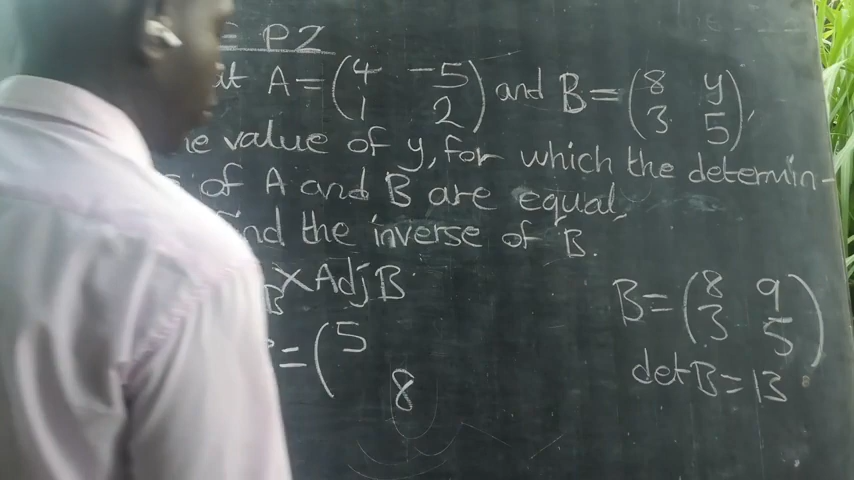 = P2
at A = (4 -5) and B = (8 y),
1 2 3 5
value of y, for which the determin-
s of A and B are equal,
find the inverse of B.
B × Adj B
B = (8 9)
3 5
= (5
8
det B = 13